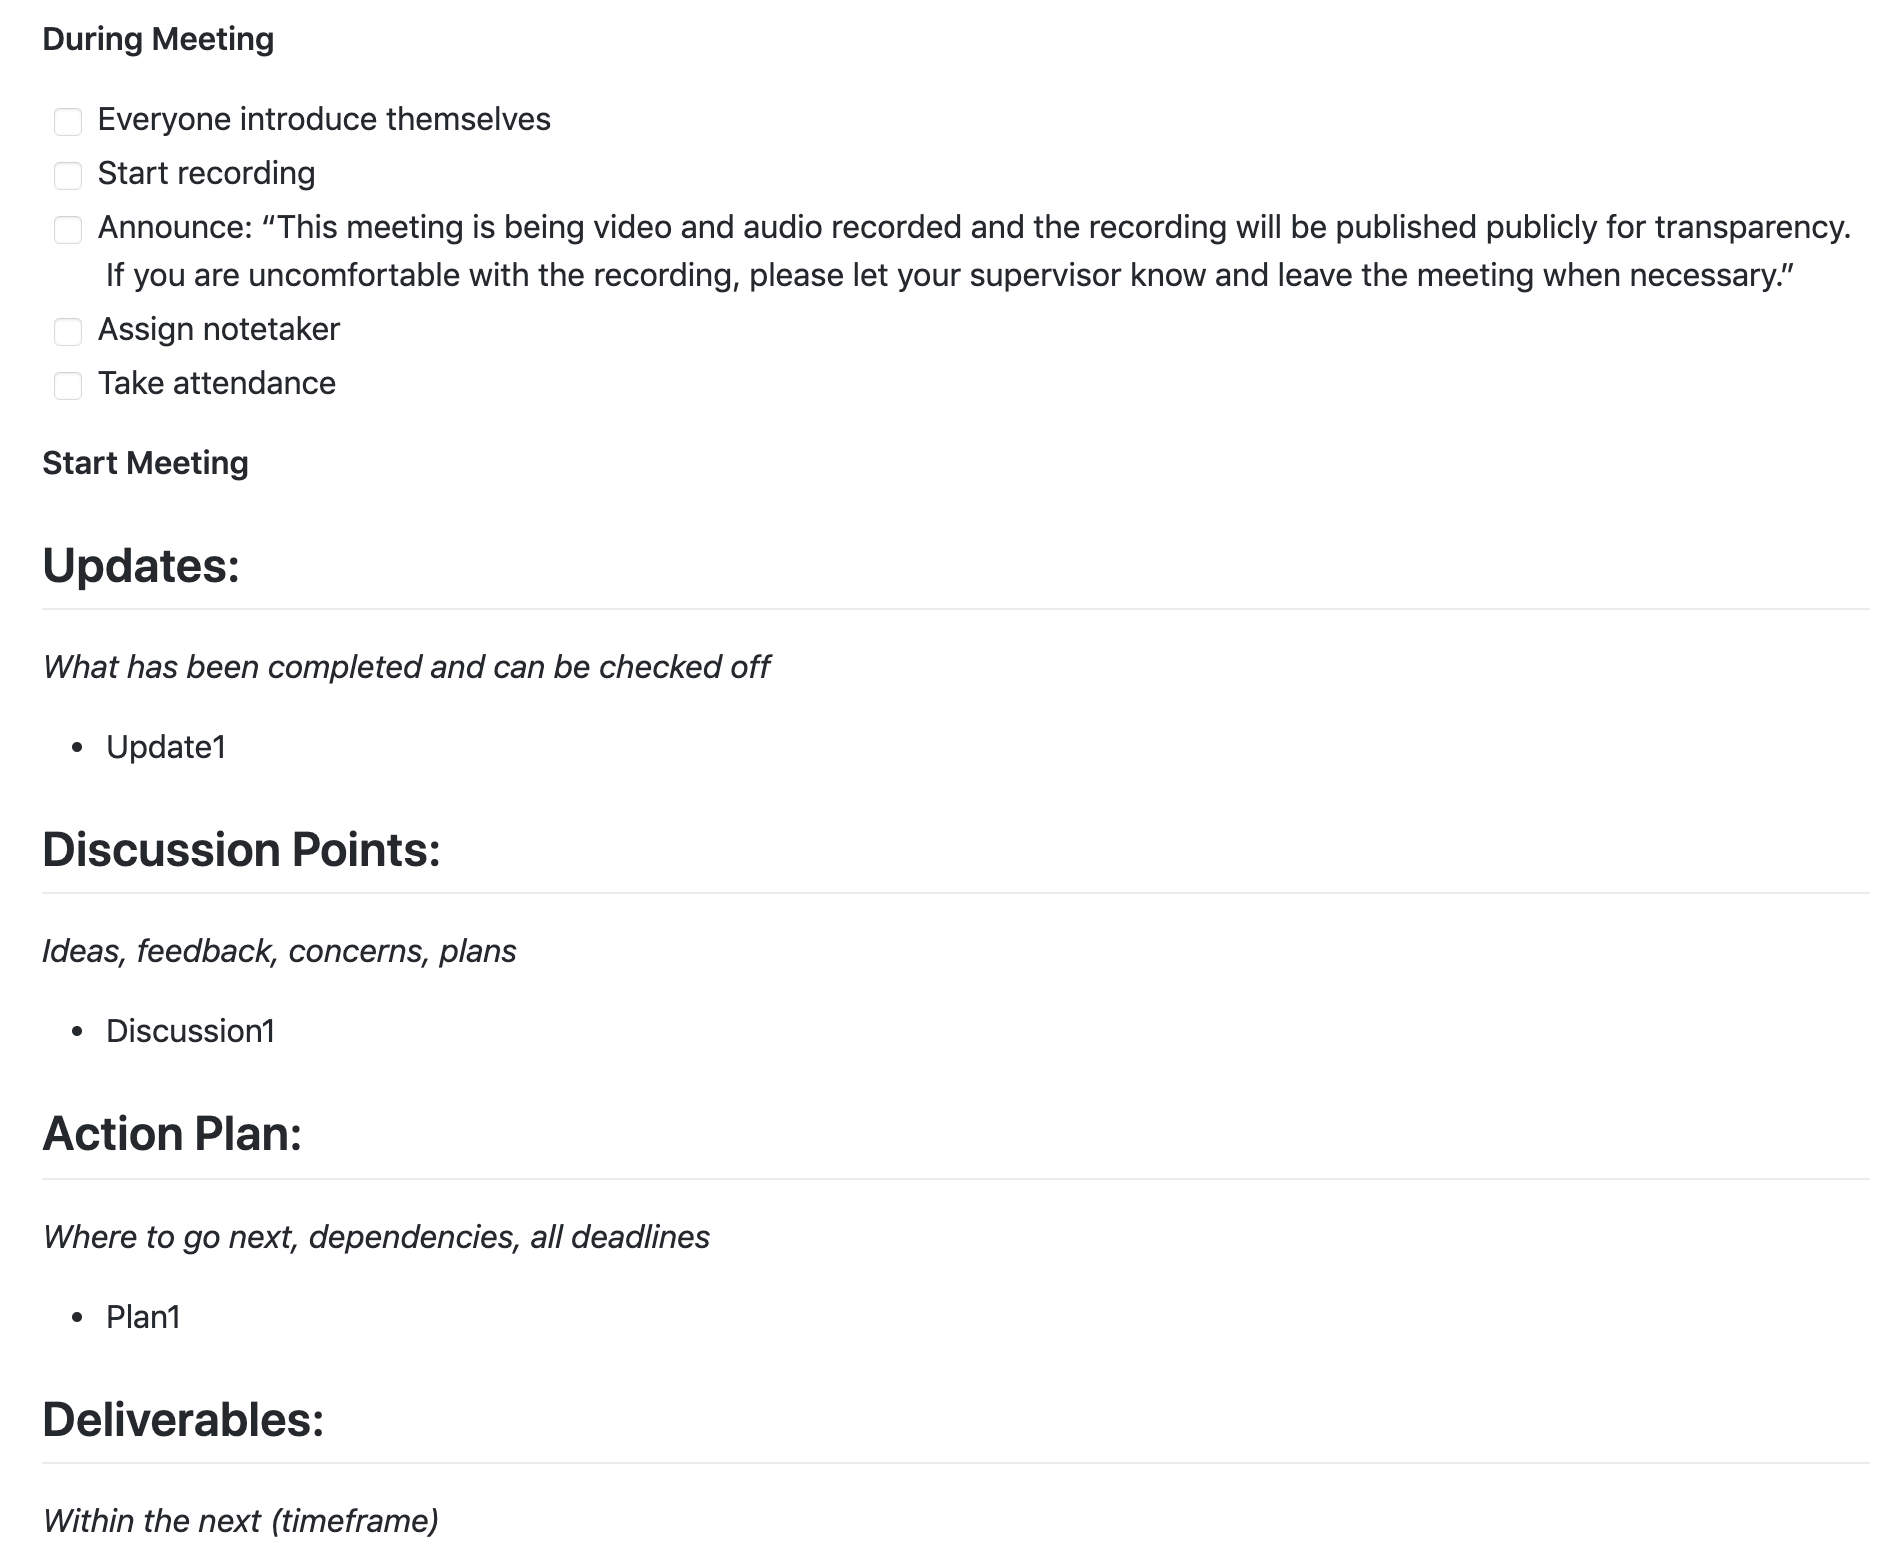 During Meeting
Everyone introduce themselves
Start recording
Announce: “This meeting is being video and audio recorded and the recording will be published publicly for transparency.
If you are uncomfortable with the recording, please let your supervisor know and leave the meeting when necessary.”
Assign notetaker
Take attendance
Start Meeting
Updates:
What has been completed and can be checked off
• Update1
Discussion Points:
Ideas, feedback, concerns, plans
• Discussion1
Action Plan:
Where to go next, dependencies, all deadlines
• Plan1
Deliverables:
Within the next (timeframe)